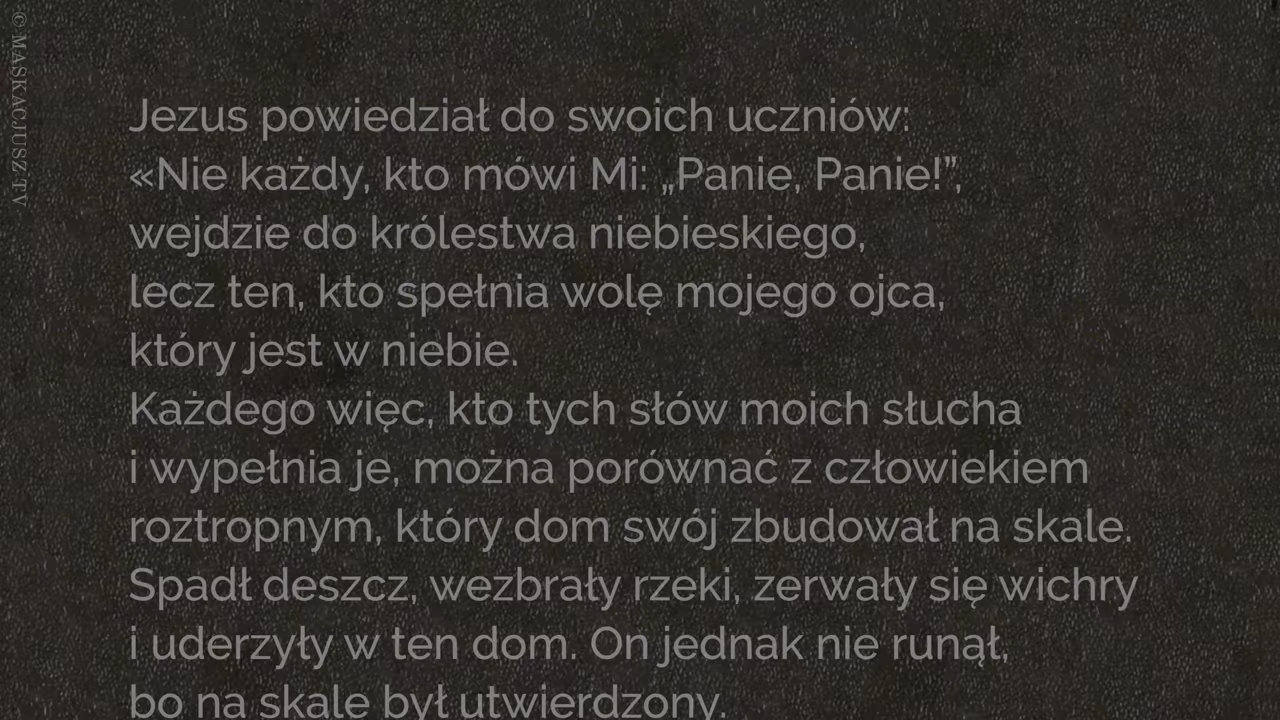 © MASKACJUSZ TV
Jezus powiedział do swoich uczniów:
«Nie każdy, kto mówi Mi: „Panie, Panie!”,
wejdzie do królestwa niebieskiego,
lecz ten, kto spełnia wolę mojego ojca,
który jest w niebie.
Każdego więc, kto tych słów moich słucha
i wypełnia je, można porównać z człowiekiem
roztropnym, który dom swój zbudował na skale.
Spadł deszcz, wezbrały rzeki, zerwały się wichry
i uderzyły w ten dom. On jednak nie runął,
bo na skale był utwierdzony.